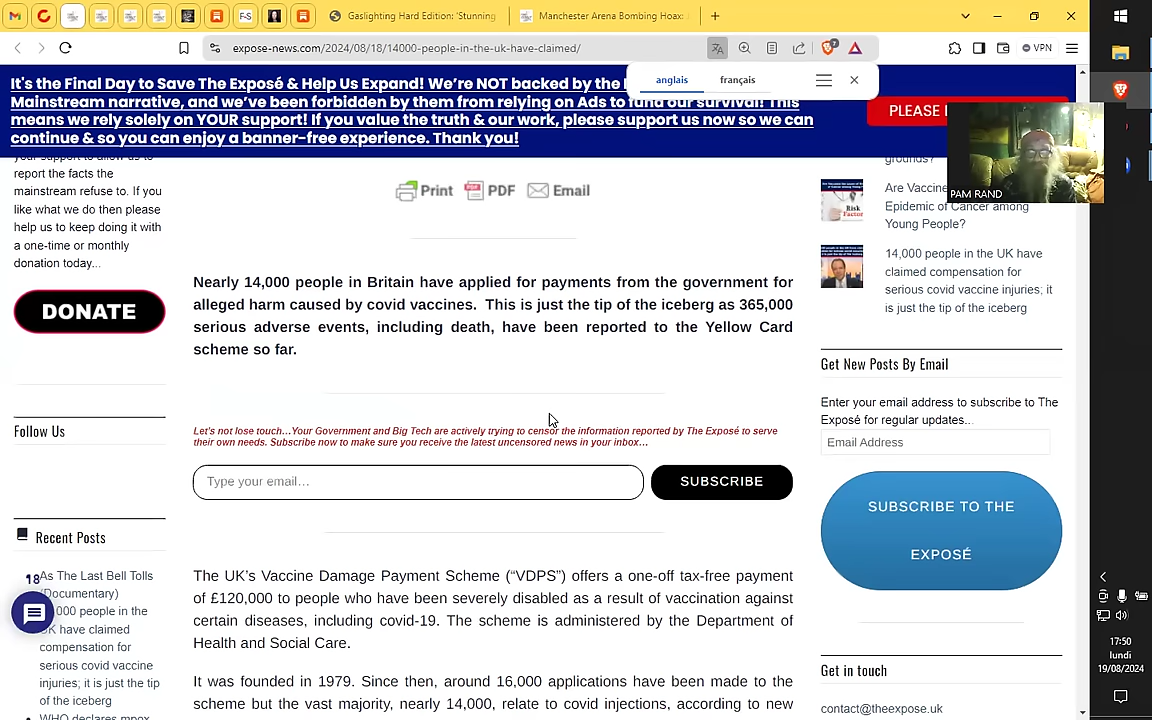 Gaslighting Hard Edition: 'Stunning
Manchester Arena Bombing Hoax:
expose-news.com/2024/08/18/14000-people-in-the-uk-have-claimed/
VPN
anglais
français
It's the Final Day to Save The Exposé & Help Us Expand! We're NOT backed by the
Mainstream narrative, and we've been forbidden by them from relying on Ads to fund our survival! This
means we rely solely on YOUR support! If you value the truth & our work, please support us now so we can
continue & so you can enjoy a banner-free experience. Thank you!
PLEASE
PAM RAND
your support to allow us to
report the facts the
mainstream refuse to. If you
like what we do then please
help us to keep doing it with
a one-time or monthly
donation today...
DONATE
Follow Us
Recent Posts
As The Last Bell Tolls
(Documentary)
18
,000 people in the
UK have claimed
compensation for
serious covid vaccine
injuries; it is just the tip
of the iceberg
WHO declares mpox
Print
PDF
Email
Nearly 14,000 people in Britain have applied for payments from the government for
alleged harm caused by covid vaccines. This is just the tip of the iceberg as 365,000
serious adverse events, including death, have been reported to the Yellow Card
scheme so far.
Let's not lose touch...Your Government and Big Tech are actively trying to censor the information reported by The Exposé to serve
their own needs. Subscribe now to make sure you receive the latest uncensored news in your inbox...
Type your email…
SUBSCRIBE
The UK's Vaccine Damage Payment Scheme ("VDPS") offers a one-off tax-free payment
of £120,000 to people who have been severely disabled as a result of vaccination against
certain diseases, including covid-19. The scheme is administered by the Department of
Health and Social Care.
It was founded in 1979. Since then, around 16,000 applications have been made to the
scheme but the vast majority, nearly 14,000, relate to covid injections, according to new
grounds?
Are Vaccine
Epidemic of Cancer among
Young People?
Risk
Factor
14,000 people in the UK have
claimed compensation for
serious covid vaccine injuries; it
is just the tip of the iceberg
Get New Posts By Email
Enter your email address to subscribe to The
Exposé for regular updates...
Email Address
SUBSCRIBE TO THE
EXPOSÉ
Get in touch
contact@theexpose.uk
17:50
lundi
19/08/2024